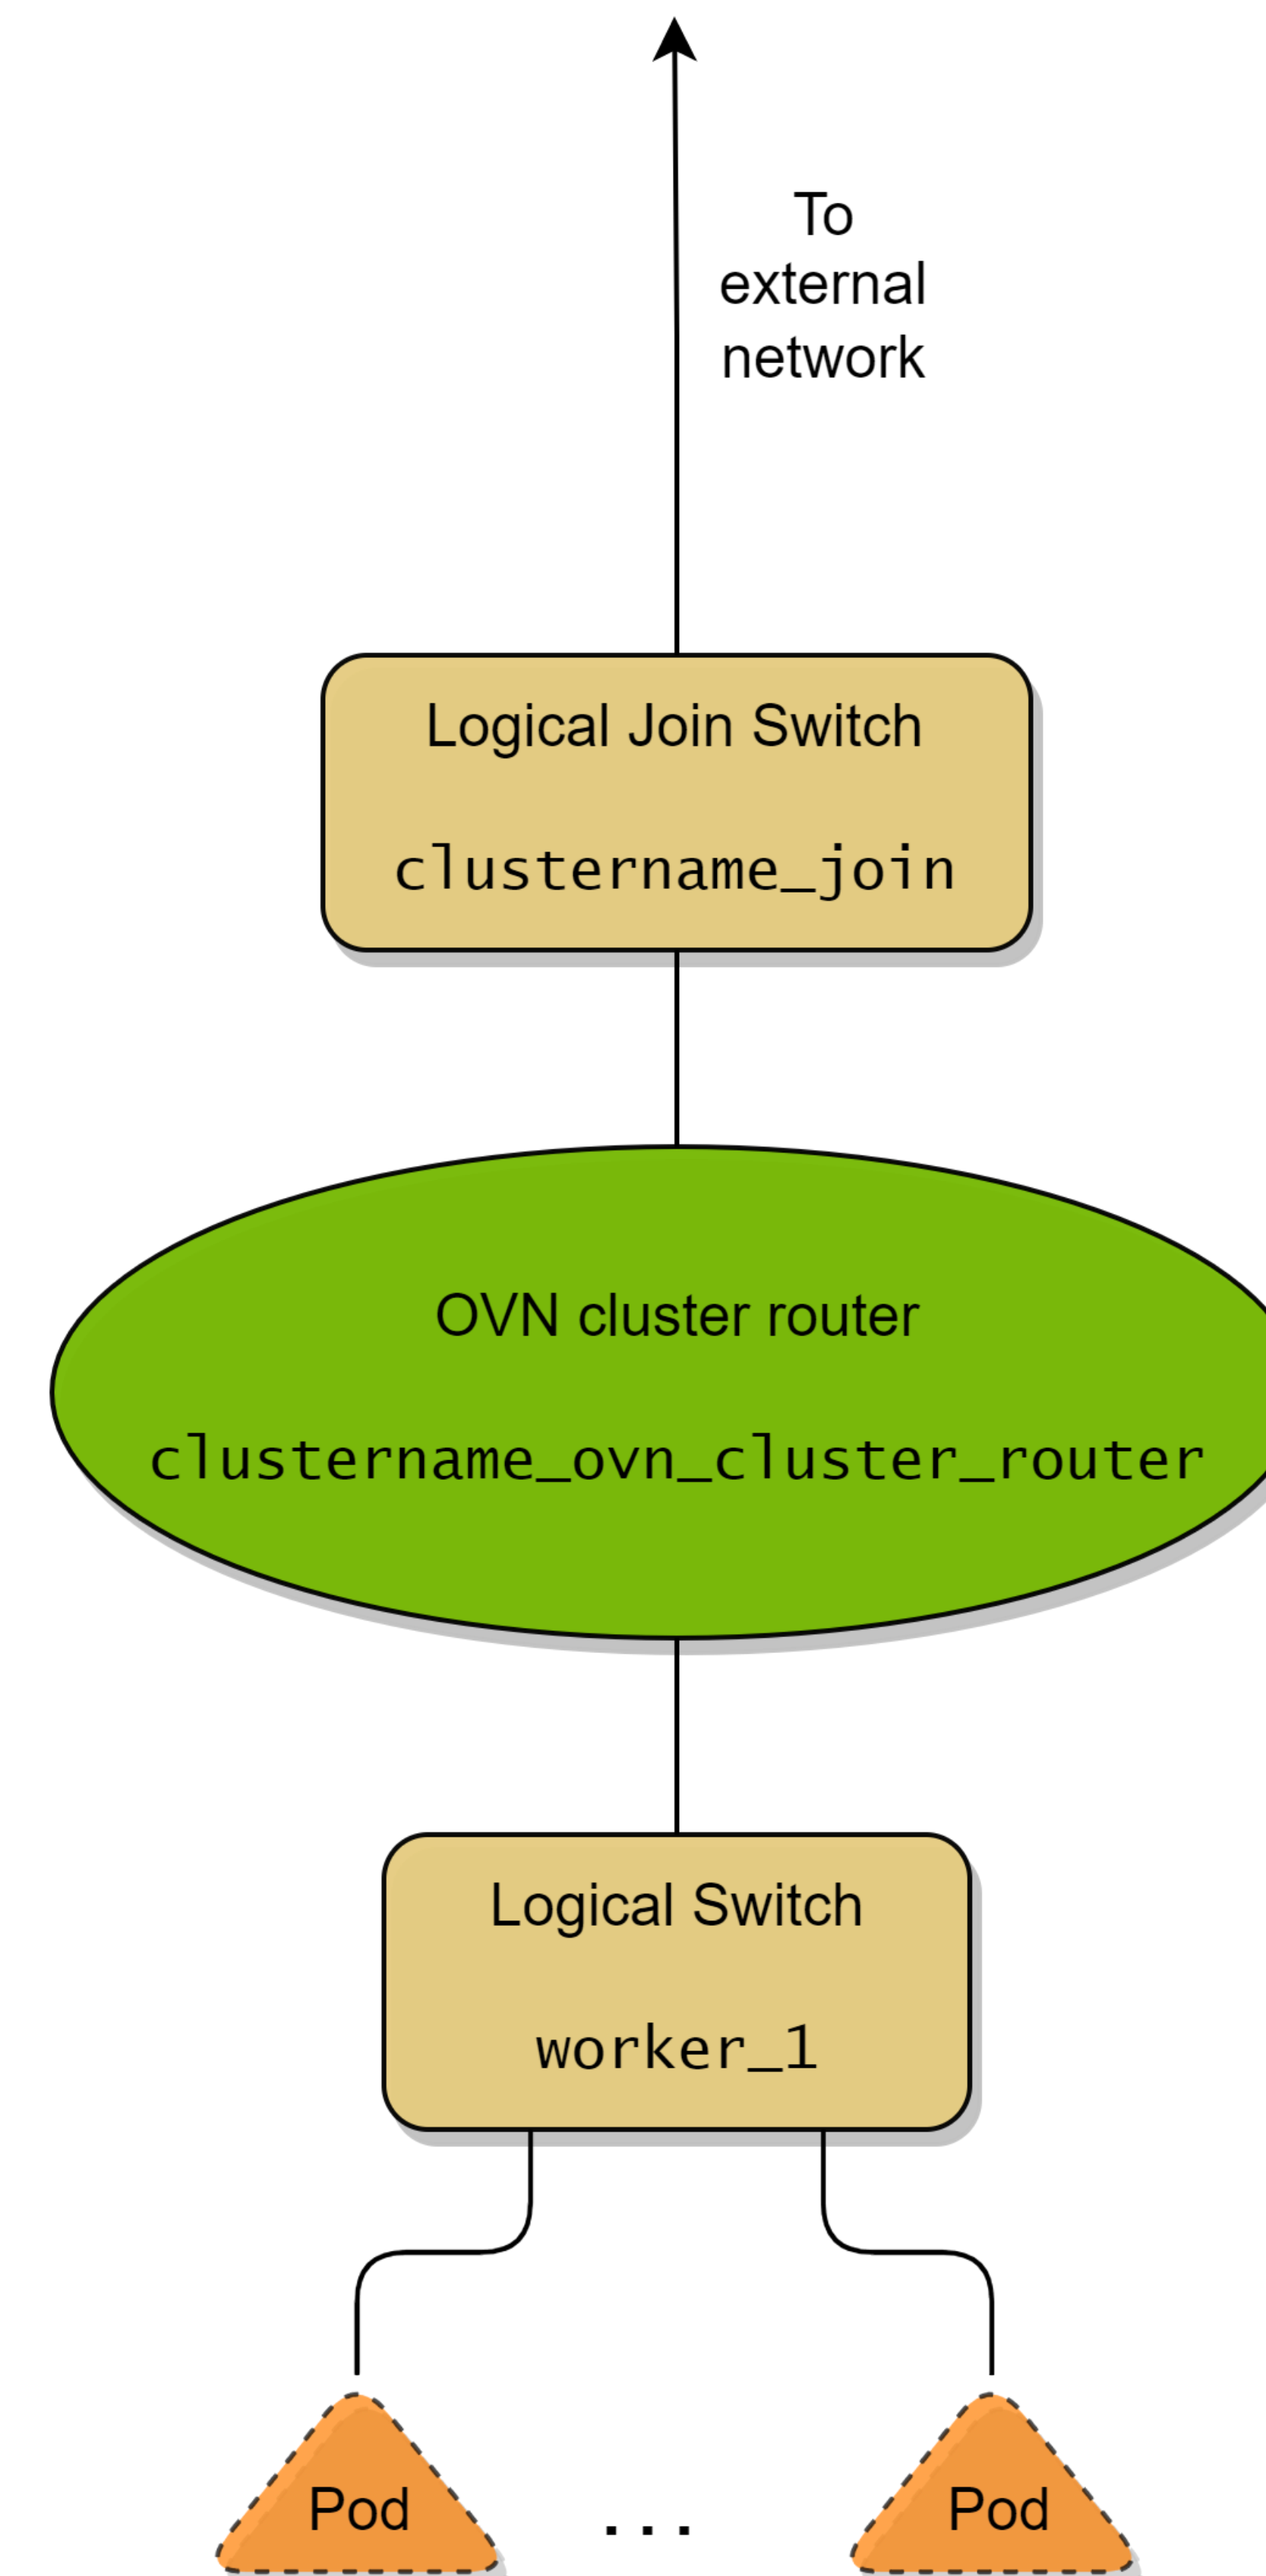 To
external
network
Logical Join Switch
clustername_join
OVN cluster router
clustername_ovn_cluster_router
Logical Switch
worker_1
Pod ... Pod